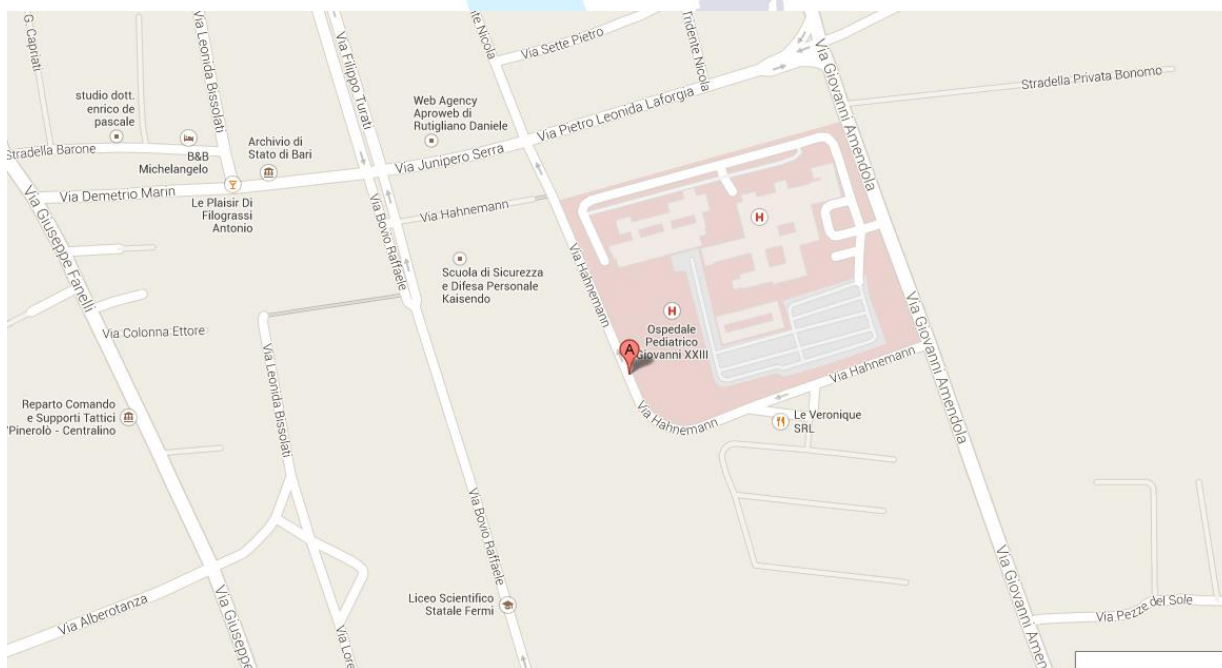 G. Capriati
Via Leonida Bissolati
Via Filippo Turati
Nicola
Via Sette Pietro
Tridente Nicola
Via Giovanni Amendola
Stradella Privata Bonomo
studio dott.
enrico de
pascale
Web Agency
Aproweb di
Rutigliano Daniele
Via Pietro Leonida Laforgia
Stradella Barone
B&B
Michelangelo
Archivio di
Stato di Bari
Via Junipero Serra
Via Demetrio Marin
Le Plaisir Di
Filograssi
Antonio
Via Hahnemann
H
Via Giuseppe Fanelli
Via Bovio Raffaele
Scuola di Sicurezza
e Difesa Personale
Kaisendo
Via Hahnemann
H
Ospedale
Pediatrico
Giovanni XXIII
A
Via Giovanni Amendola
Via Colonna Ettore
Via Leonida Bissolati
Via Hahnemann
Via Hahnemann
Le Veronique
SRL
Reparto Comando
e Supporti Tattici
"Pinerolò - Centralino
Via Bovio Raffaele
Liceo Scientifico
Statale Fermi
Via Alberotanza
Via Giuseppe
Via Lore
Via Giovanni Amen
Via Pezze del Sole